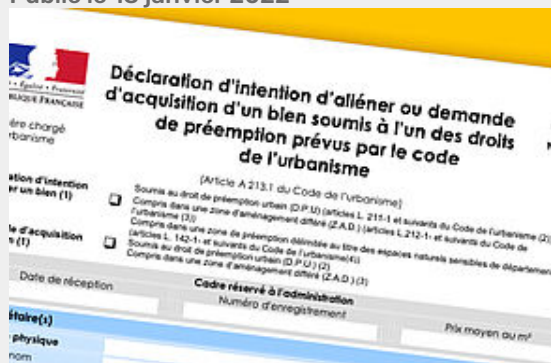 Publié le 18 janvier 2022
Déclaration d'intention d'aliéner ou demande
d'acquisition d'un bien soumis à l'un des droits
de préemption prévus par le code
de l'urbanisme
• Égalité • Fraternité
RÉPUBLIQUE FRANÇAISE
ère chargé
rbanisme
(Article A 213.1 du Code de l'urbanisme)
ation d'intention
er un bien (1)
Soumis au droit de préemption urbain (D.P.U) (articles L. 211-1 et suivants du Code de l'urbanisme (2))
Compris dans une zone d'aménagement différé (Z.A.D.) (articles L.212-1- et suivants du Code de
l'urbanisme (3))
Compris dans une zone de préemption délimitée au titre des espaces naturels sensibles de département
(articles L. 142-1- et suivants du Code de l'urbanisme(4))
e d'acquisition
n (1)
Soumis au droit de préemption urbain (D.P.U.) (2)
Compris dans une zone d'aménagement différé (Z.A.D.) (3)
Cadre réservé à l'administration
Date de réception
Numéro d'enregistrement
Prix moyen au m²
étaire(s)
physique
nom